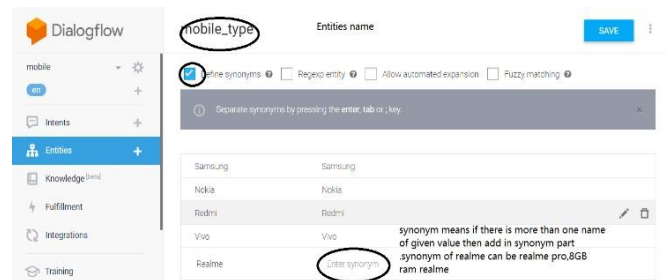 Dialogflow
mobile_type
Entities name
SAVE
mobile
en
Define synonyms
Regexp entity
Allow automated expansion
Fuzzy matching
Separate synonyms by pressing the enter, tab or ; key.
Intents
Entities
Knowledge [beta]
Fulfillment
Integrations
Training
Samsung Samsung
Nokia Nokia
Redmi Redmi
Vivo Vivo
Realme Enter synonym
synonym means if there is more than one name
of given value then add in synonym part
.synonym of realme can be realme pro,8GB
ram realme